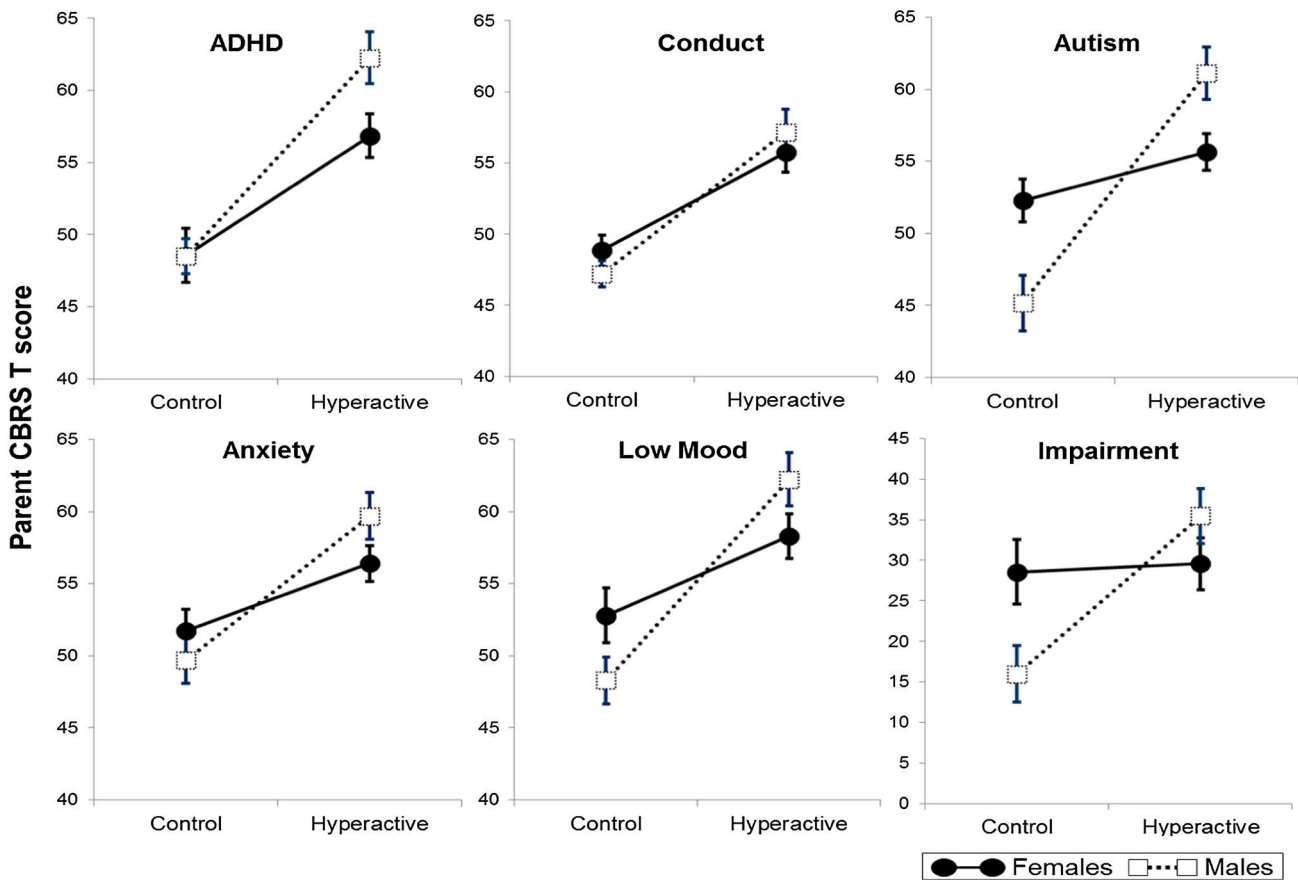 Parent CBRS T score
ADHD
65
60
55
50
45
40
Control Hyperactive
Conduct
65
60
55
50
45
40
Control Hyperactive
Autism
65
60
55
50
45
40
Control Hyperactive
Anxiety
65
60
55
50
45
40
Control Hyperactive
Low Mood
65
60
55
50
45
40
Control Hyperactive
Impairment
45
40
35
30
25
20
15
10
5
0
Control Hyperactive
Females Males